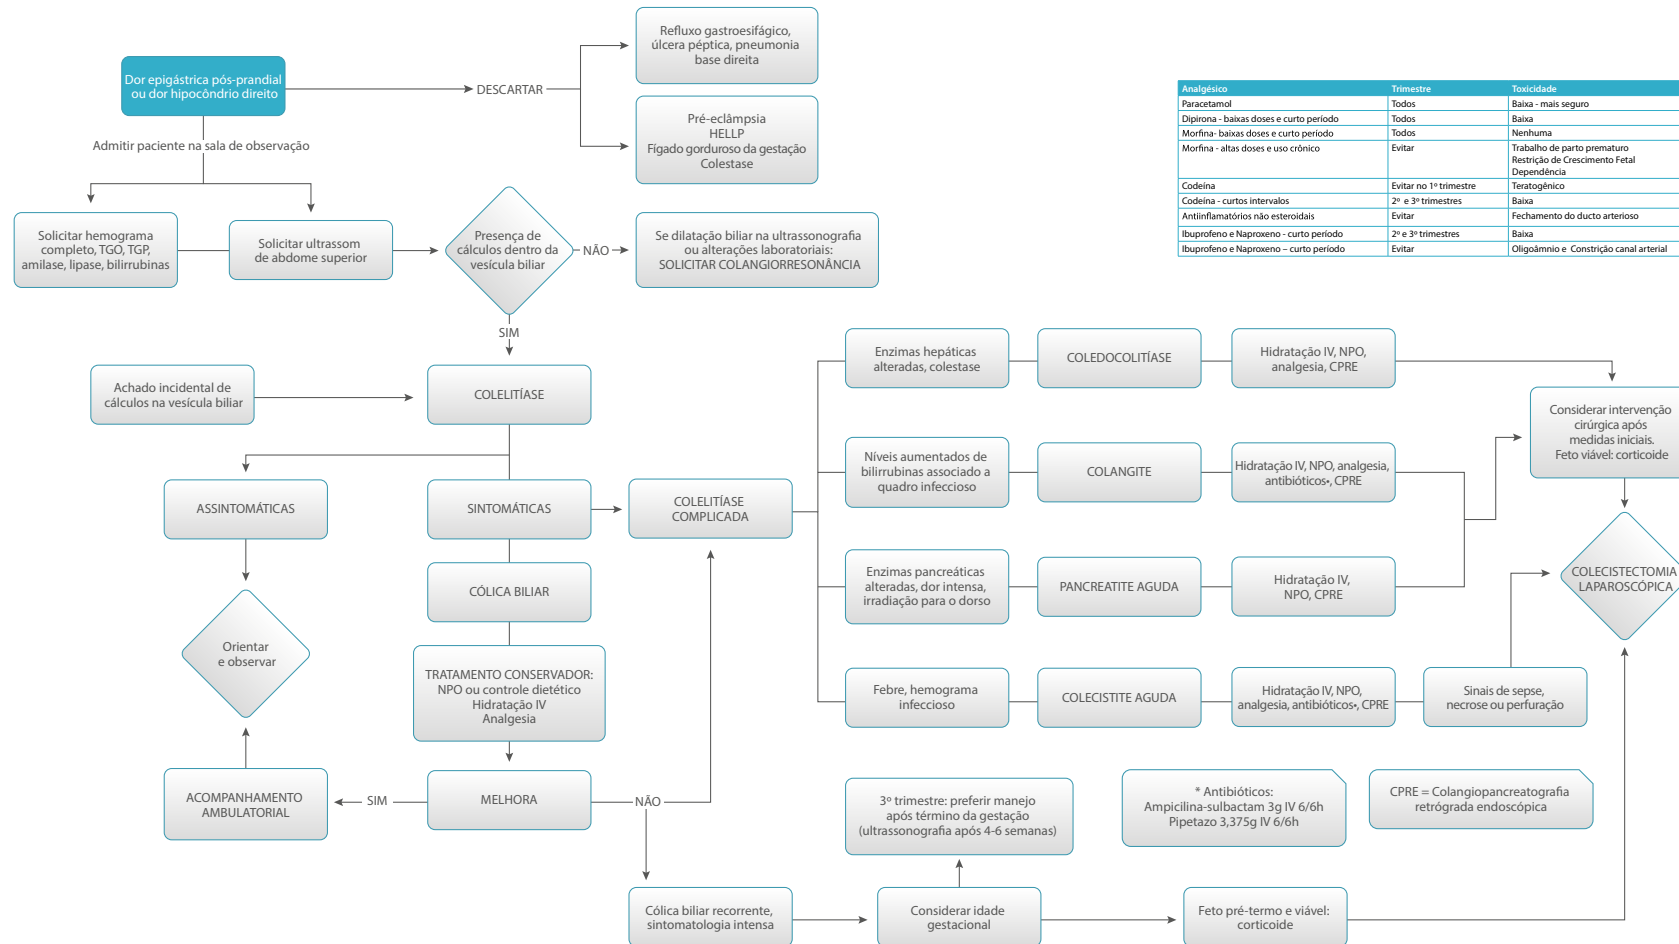 Refluxo gastroesifágico,
úlcera péptica, pneumonia
base direita
Dor epigástrica pós-prandial
ou dor hipocôndrio direito
DESCARTAR
Pré-eclâmpsia
HELLP
Fígado gorduroso da gestação
Colestase
Analgésico Trimestre Toxicidade
Paracetamol Todos Baixa - mais seguro
Dipirona - baixas doses e curto período Todos Baixa
Morfina- baixas doses e curto período Todos Nenhuma
Morfina - altas doses e uso crônico Evitar Trabalho de parto prematuro
Restrição de Crescimento Fetal
Dependência
Codeína Evitar no 1º trimestre Teratogênico
Codeína - curtos intervalos 2º e 3º trimestres Baixa
Antiinflamatórios não esteroidais Evitar Fechamento do ducto arterioso
Ibuprofeno e Naproxeno - curto período 2º e 3º trimestres Baixa
Ibuprofeno e Naproxeno – curto período Evitar Oligoâmnio e Constrição canal arterial
Admitir paciente na sala de observação
Solicitar hemograma
completo, TGO, TGP,
amilase, lipase, bilirrubinas
Solicitar ultrassom
de abdome superior
Presença de
cálculos dentro da
vesícula biliar
NÃO
Se dilatação biliar na ultrassonografia
ou alterações laboratoriais:
SOLICITAR COLANGIORRESONÂNCIA
SIM
Achado incidental de
cálculos na vesícula biliar
COLELITÍASE
ASSINTOMÁTICAS
SINTOMÁTICAS
COLELITÍASE
COMPLICADA
Enzimas hepáticas
alteradas, colestase
COLEDOCOLITÍASE
Hidratação IV, NPO,
analgesia, CPRE
Níveis aumentados de
bilirrubinas associado a
quadro infeccioso
COLANGITE
Hidratação IV, NPO, analgesia,
antibióticos•, CPRE
Considerar intervenção
cirúrgica após
medidas iniciais.
Feto viável: corticoide
Enzimas pancreáticas
alteradas, dor intensa,
irradiação para o dorso
PANCREATITE AGUDA
Hidratação IV,
NPO, CPRE
COLECISTECTOMIA
LAPAROSCÓPICA
Febre, hemograma
infeccioso
COLECISTITE AGUDA
Hidratação IV, NPO,
analgesia, antibióticos•, CPRE
Sinais de sepse,
necrose ou perfuração
CÓLICA BILIAR
Orientar
e observar
TRATAMENTO CONSERVADOR:
NPO ou controle dietético
Hidratação IV
Analgesia
ACOMPANHAMENTO
AMBULATORIAL
SIM
MELHORA
NÃO
3º trimestre: preferir manejo
após término da gestação
(ultrassonografia após 4-6 semanas)
* Antibióticos:
Ampicilina-sulbactam 3g IV 6/6h
Pipetazo 3,375g IV 6/6h
CPRE = Colangiopancreatografia
retrógrada endoscópica
Cólica biliar recorrente,
sintomatologia intensa
Considerar idade
gestacional
Feto pré-termo e viável:
corticoide